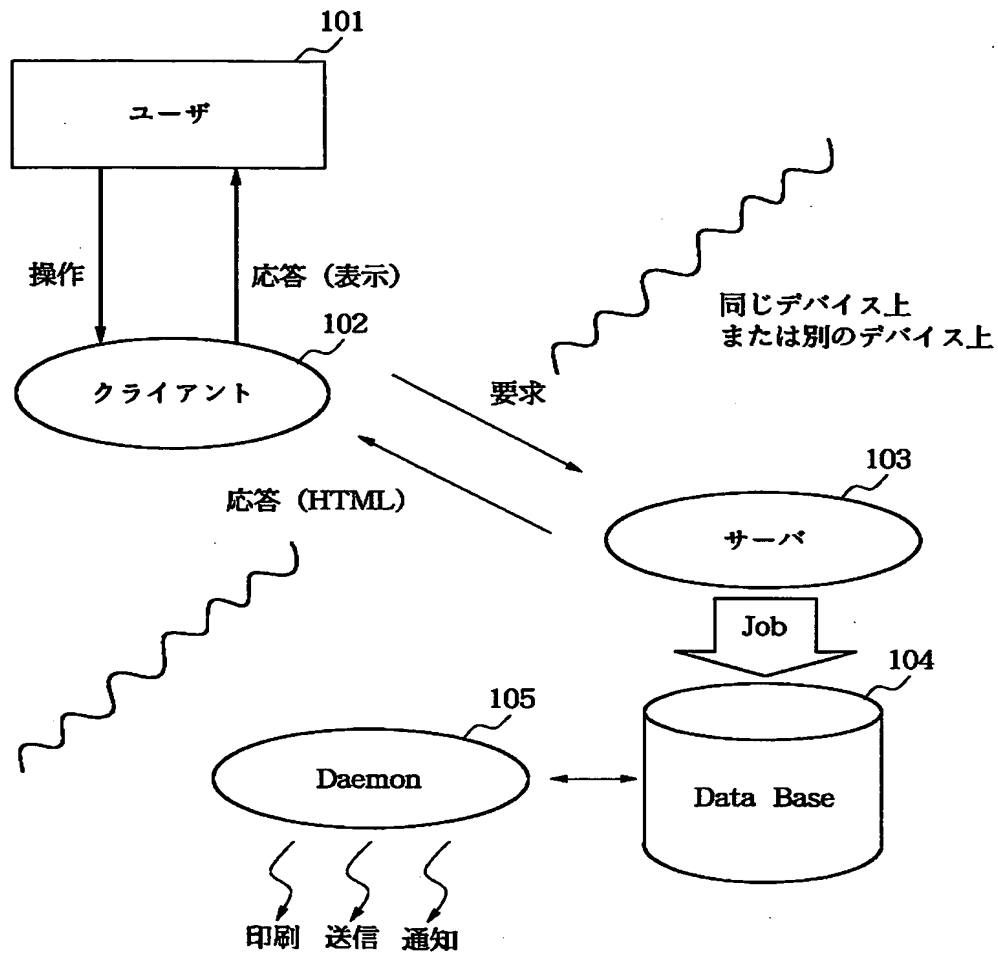 101
ユーザ
操作
応答 (表示)
102
クライアント
同じデバイス上
または別のデバイス上
要求
応答 (HTML)
103
サーバ
Job
104
105
Daemon
Data Base
印刷 送信 通知